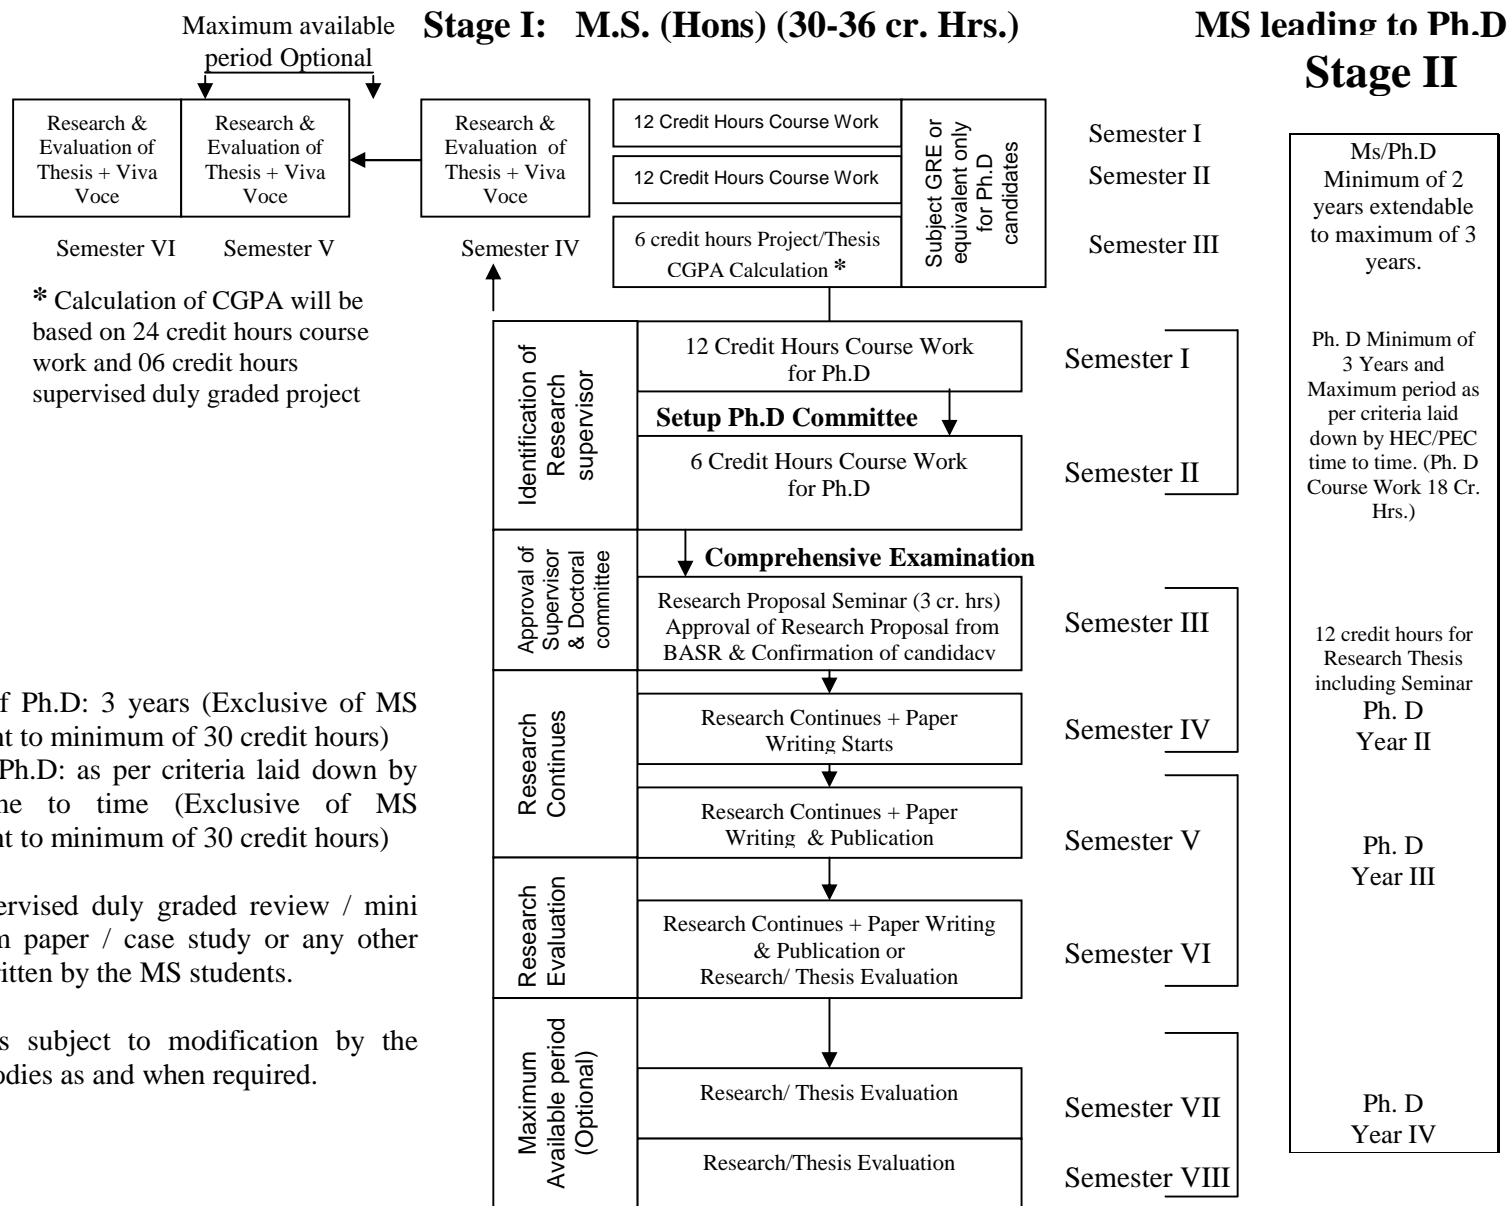 Maximum available
period Optional
Stage I: M.S. (Hons) (30-36 cr. Hrs.)
MS leading to Ph.D
Stage II
Research &
Evaluation of
Thesis + Viva
Voce
Research &
Evaluation of
Thesis + Viva
Voce
Research &
Evaluation of
Thesis + Viva
Voce
Semester VI
Semester V
Semester IV
12 Credit Hours Course Work
12 Credit Hours Course Work
6 credit hours Project/Thesis
CGPA Calculation *
Subject GRE or
equivalent only
for Ph.D
candidates
Semester I
Semester II
Semester III
Ms/Ph.D
Minimum of 2
years extendable
to maximum of 3
years.
* Calculation of CGPA will be
based on 24 credit hours course
work and 06 credit hours
supervised duly graded project
Identification of
Research
supervisor
12 Credit Hours Course Work
for Ph.D
Semester I
Setup Ph.D Committee
6 Credit Hours Course Work
for Ph.D
Semester II
Ph. D Minimum of
3 Years and
Maximum period as
per criteria laid
down by HEC/PEC
time to time. (Ph. D
Course Work 18 Cr.
Hrs.)
Approval of
Supervisor
& Doctoral
committee
Comprehensive Examination
Research Proposal Seminar (3 cr. hrs)
Approval of Research Proposal from
BASR & Confirmation of candidacy
Semester III
12 credit hours for
Research Thesis
including Seminar
Ph. D
Year II
Research
Continues
Research Continues + Paper
Writing Starts
Semester IV
Research Continues + Paper
Writing & Publication
Semester V
Ph. D
Year III
f Ph.D: 3 years (Exclusive of MS
nt to minimum of 30 credit hours)
Ph.D: as per criteria laid down by
ne to time (Exclusive of MS
nt to minimum of 30 credit hours)
ervised duly graded review / mini
n paper / case study or any other
itten by the MS students.
s subject to modification by the
odies as and when required.
Research
Evaluation
Research Continues + Paper Writing
& Publication or
Research/ Thesis Evaluation
Semester VI
Maximum
Available period
(Optional)
Research/ Thesis Evaluation
Semester VII
Research/Thesis Evaluation
Semester VIII
Ph. D
Year IV